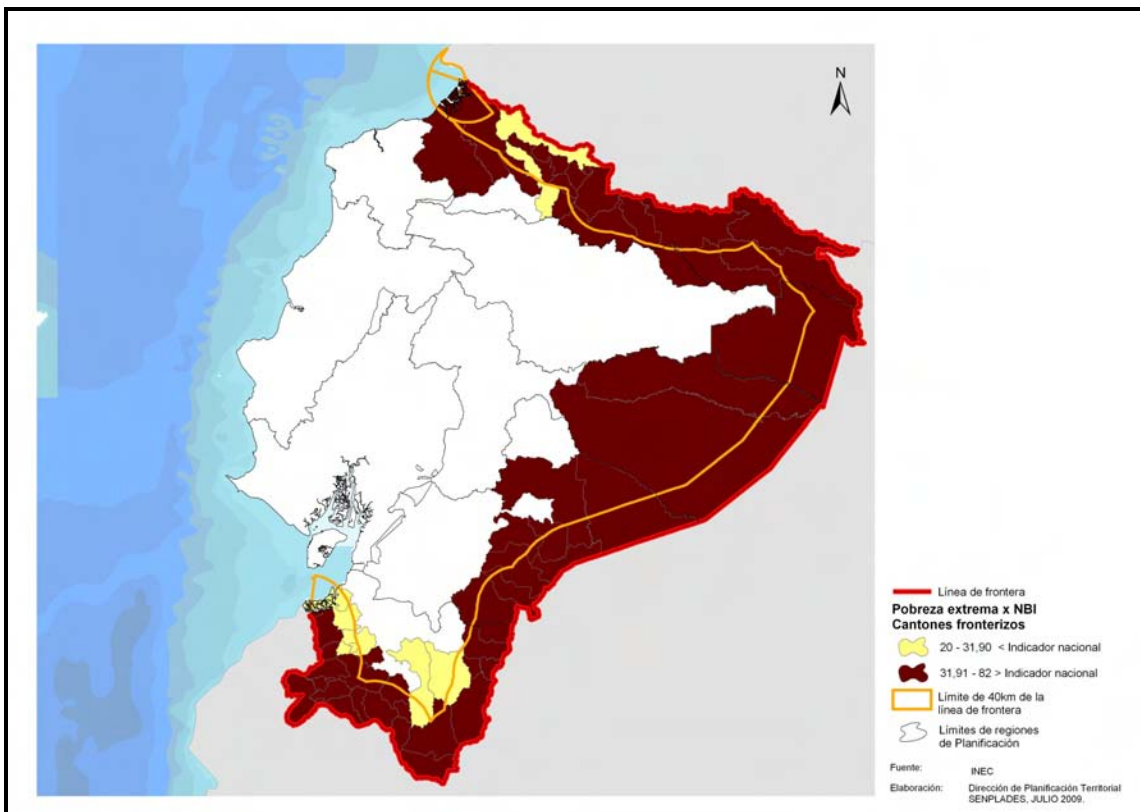 N
Línea de frontera
Pobreza extrema x NBI
Cantones fronterizos
20 - 31,90 < Indicador nacional
31,91 - 82 > Indicador nacional
Límite de 40km de la
línea de frontera
Límites de regiones
de Planificación
Fuente: INEC
Elaboración: Dirección de Planificación Territorial
SENPLADES, JULIO 2009.